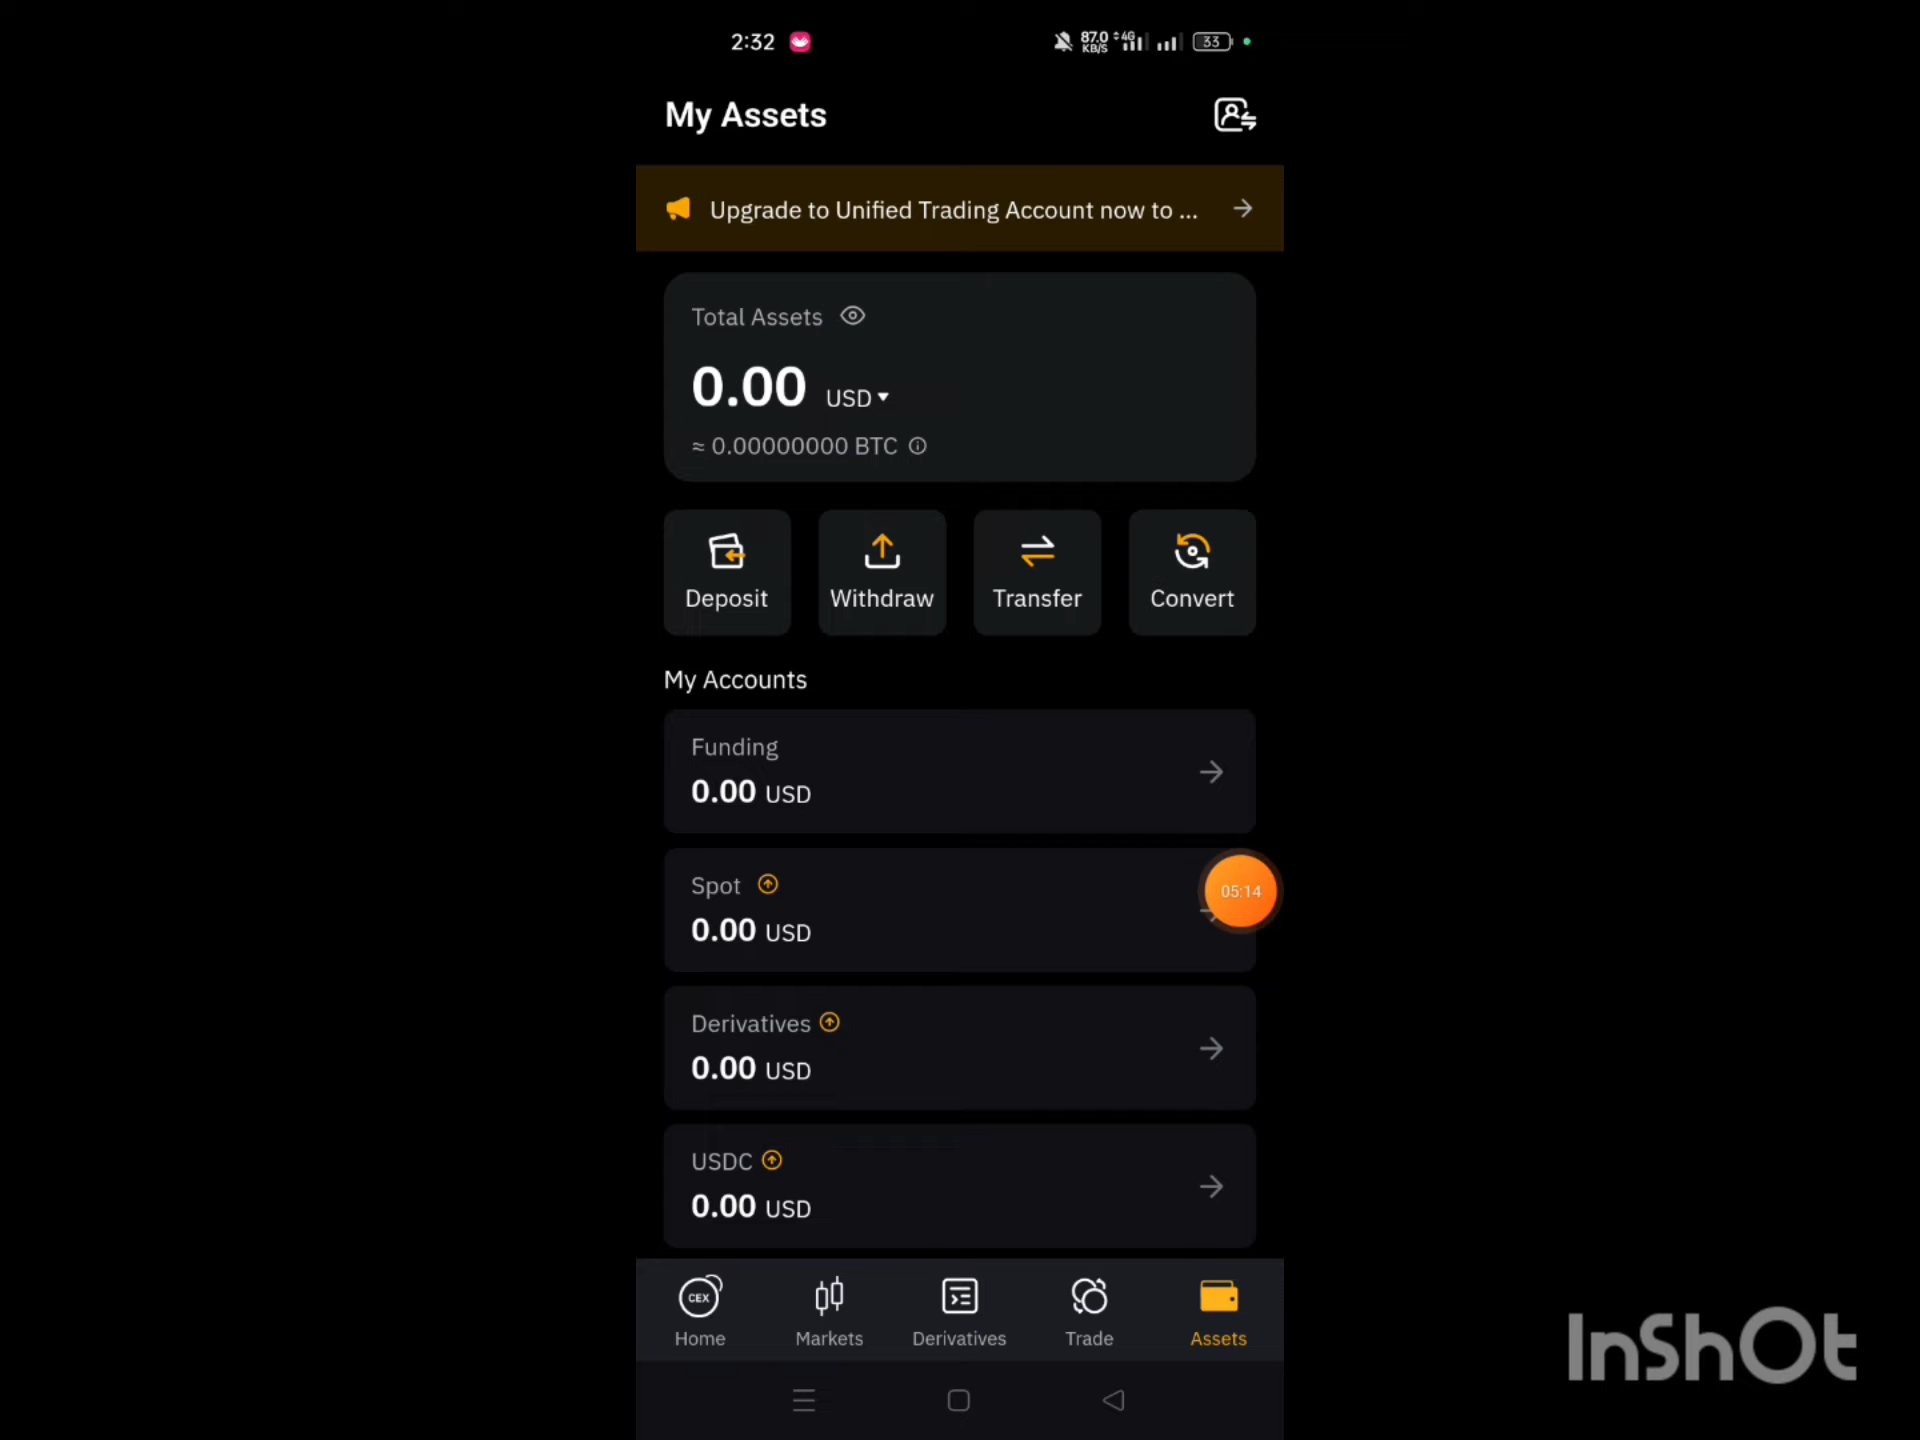 2:32
87.0
KB/S
4G
33
My Assets
Upgrade to Unified Trading Account now to ...
Total Assets
0.00 USD
≈ 0.00000000 BTC
Deposit
Withdraw
Transfer
Convert
My Accounts
Funding
0.00 USD
Spot
0.00 USD
05:14
Derivatives
0.00 USD
USDC
0.00 USD
CEX
Home
Markets
Derivatives
Trade
Assets
InShOt